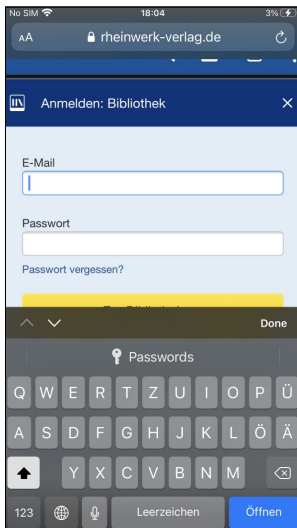 No SIM 18:04 3%
AA rheinwerk-verlag.de
Anmelden: Bibliothek
E-Mail
Passwort
Passwort vergessen?
Done
Passwords
Q W E R T Z U I O P Ü
A S D F G H J K L Ö Ä
Y X C V B N M
123 Leerzeichen Öffnen